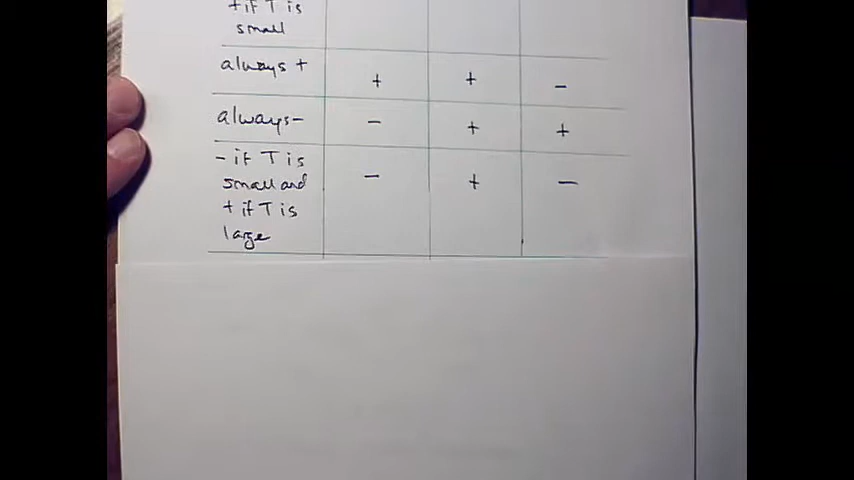 + if T is
small
always +
+ + −
always −
− + +
− if T is
small and
+ if T is
large
− + −